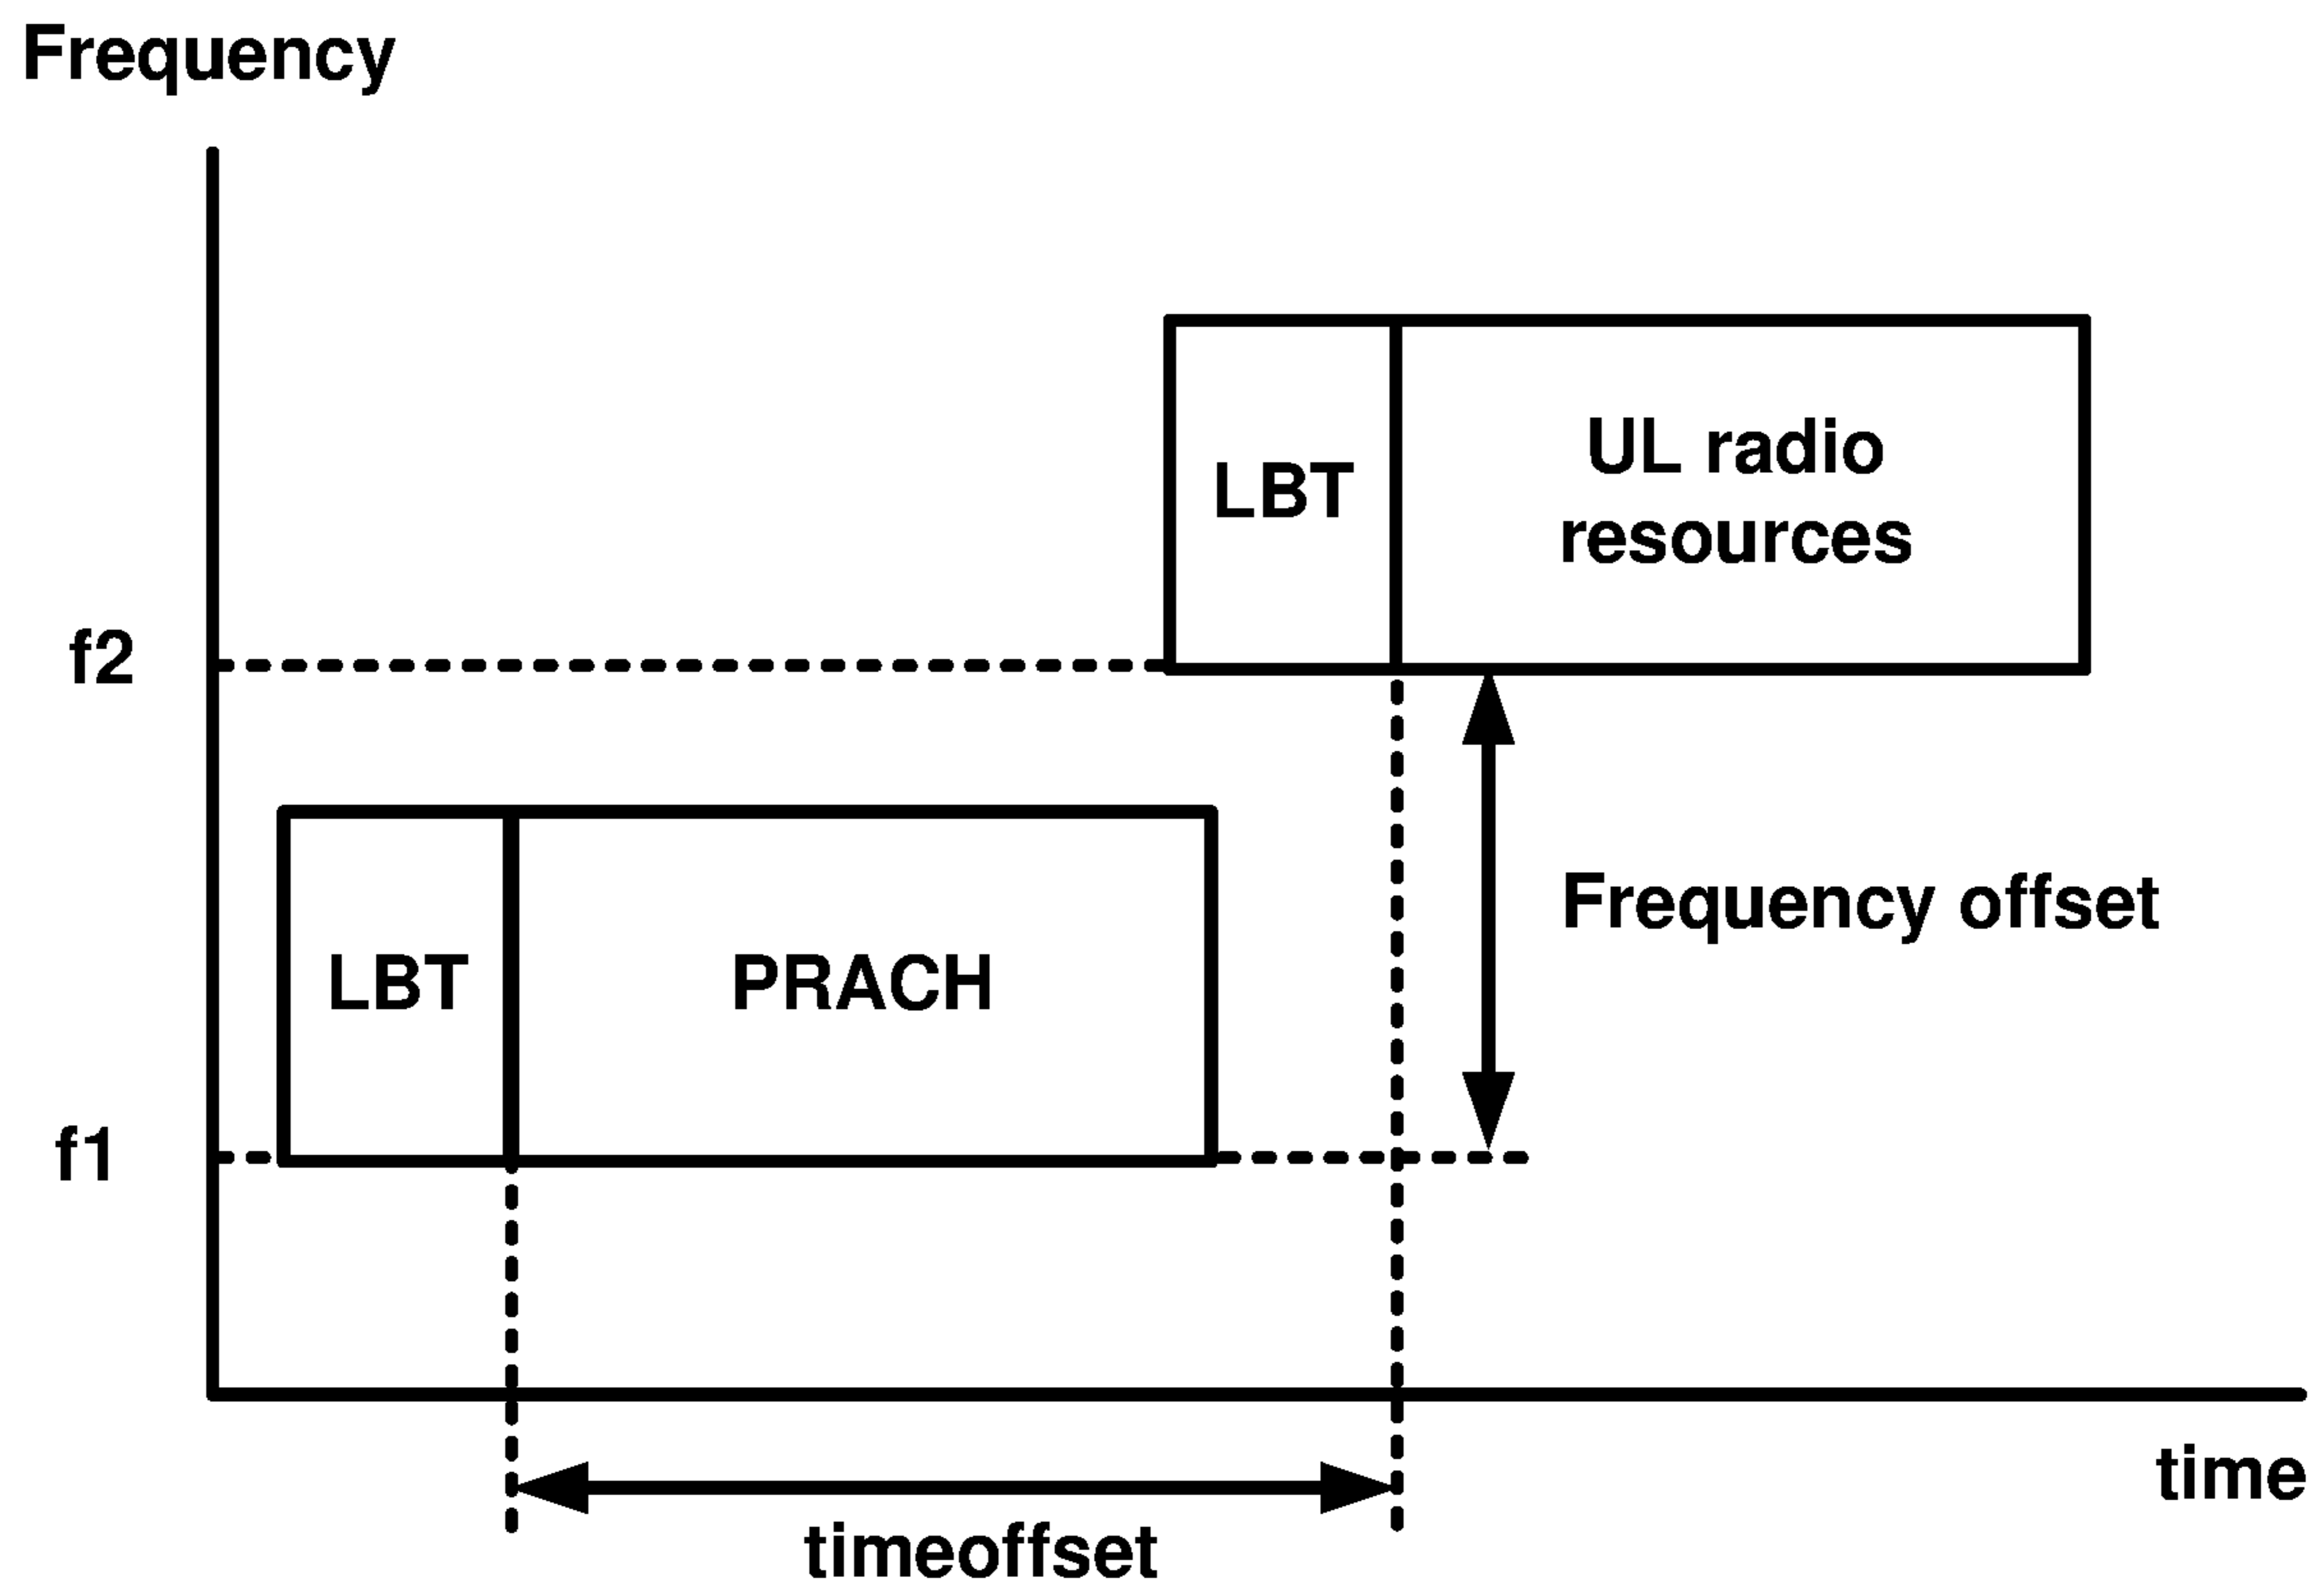 Frequency
LBT
UL radio
resources
f2
Frequency offset
LBT
PRACH
f1
time
timeoffset